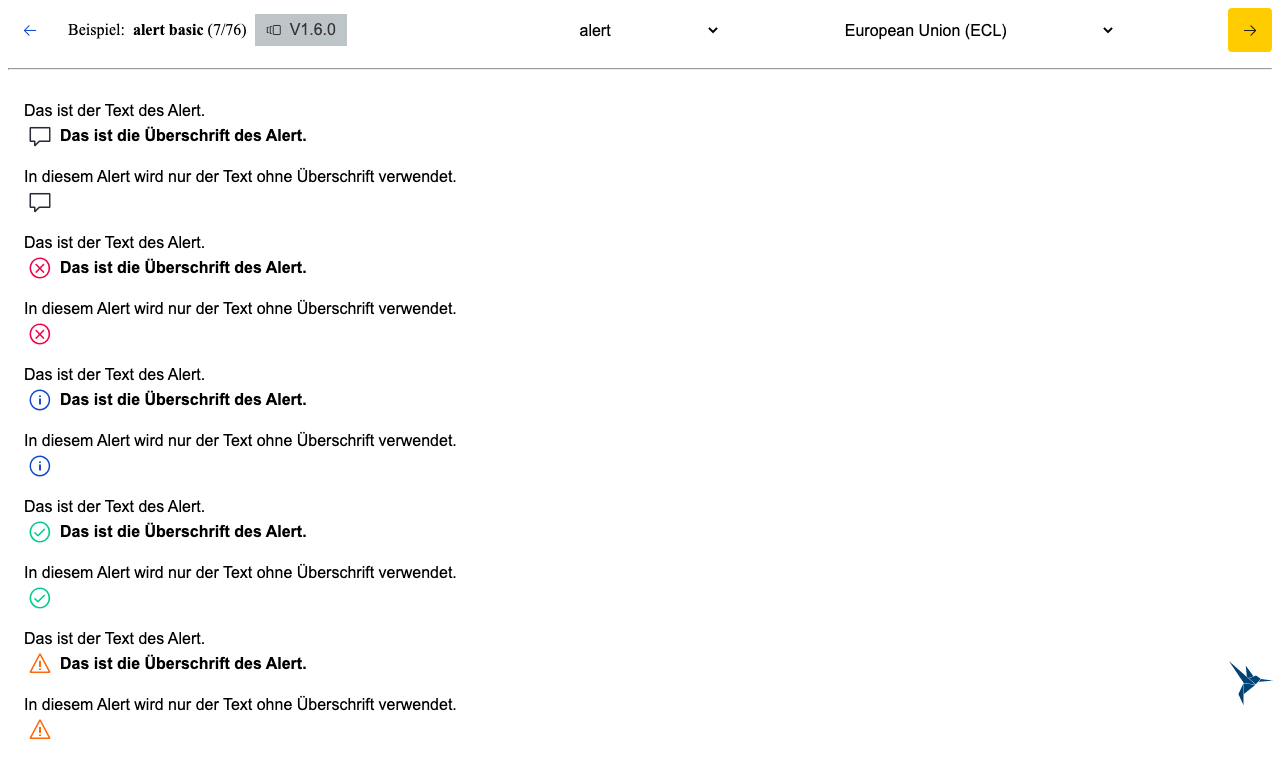 Beispiel: alert basic (7/76) V1.6.0 alert European Union (ECL)
Das ist der Text des Alert.
Das ist die Überschrift des Alert.
In diesem Alert wird nur der Text ohne Überschrift verwendet.
Das ist der Text des Alert.
Das ist die Überschrift des Alert.
In diesem Alert wird nur der Text ohne Überschrift verwendet.
Das ist der Text des Alert.
Das ist die Überschrift des Alert.
In diesem Alert wird nur der Text ohne Überschrift verwendet.
Das ist der Text des Alert.
Das ist die Überschrift des Alert.
In diesem Alert wird nur der Text ohne Überschrift verwendet.
Das ist der Text des Alert.
Das ist die Überschrift des Alert.
In diesem Alert wird nur der Text ohne Überschrift verwendet.